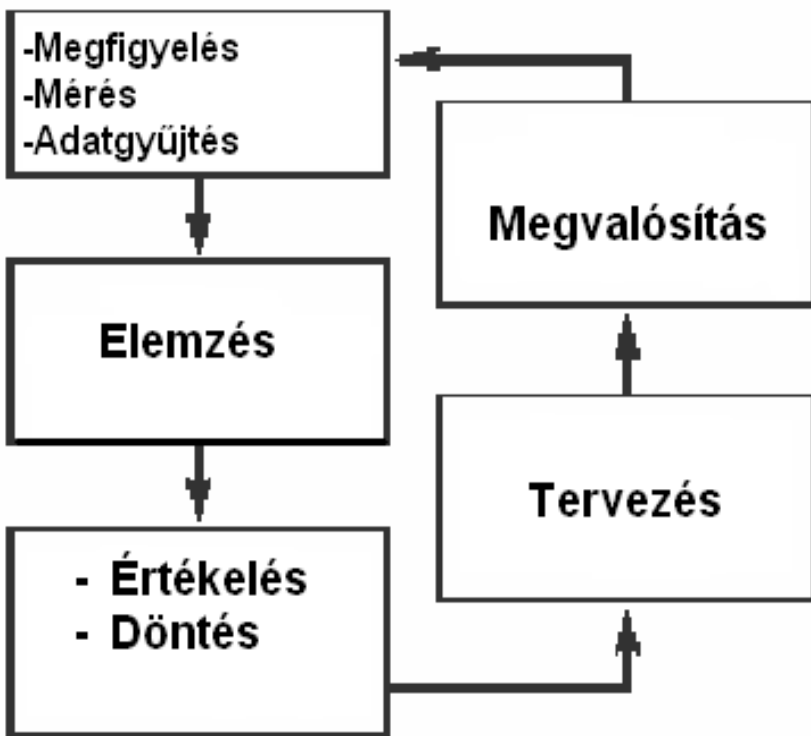 -Megfigyelés
-Mérés
-Adatgyűjtés
Elemzés
- Értékelés
- Döntés
Tervezés
Megvalósítás